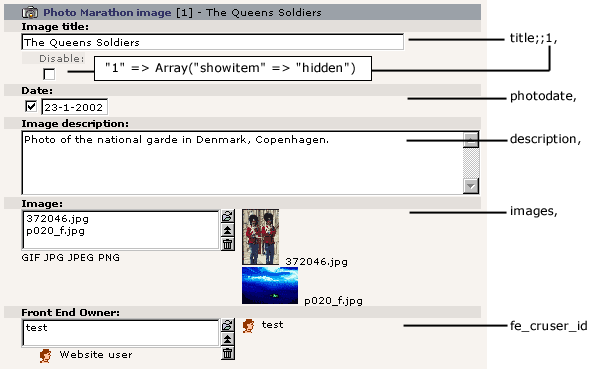 Photo Marathon image [1] - The Queens Soldiers
Image title:
The Queens Soldiers
title;;1,
Disable:
"1" => Array("showitem" => "hidden")
Date:
23-1-2002
photodate,
Image description:
Photo of the national garde in Denmark, Copenhagen.
description,
Image:
372046.jpg
p020_f.jpg
images,
GIF JPG JPEG PNG
372046.jpg
p020_f.jpg
Front End Owner:
test
test
fe_cruser_id
Website user